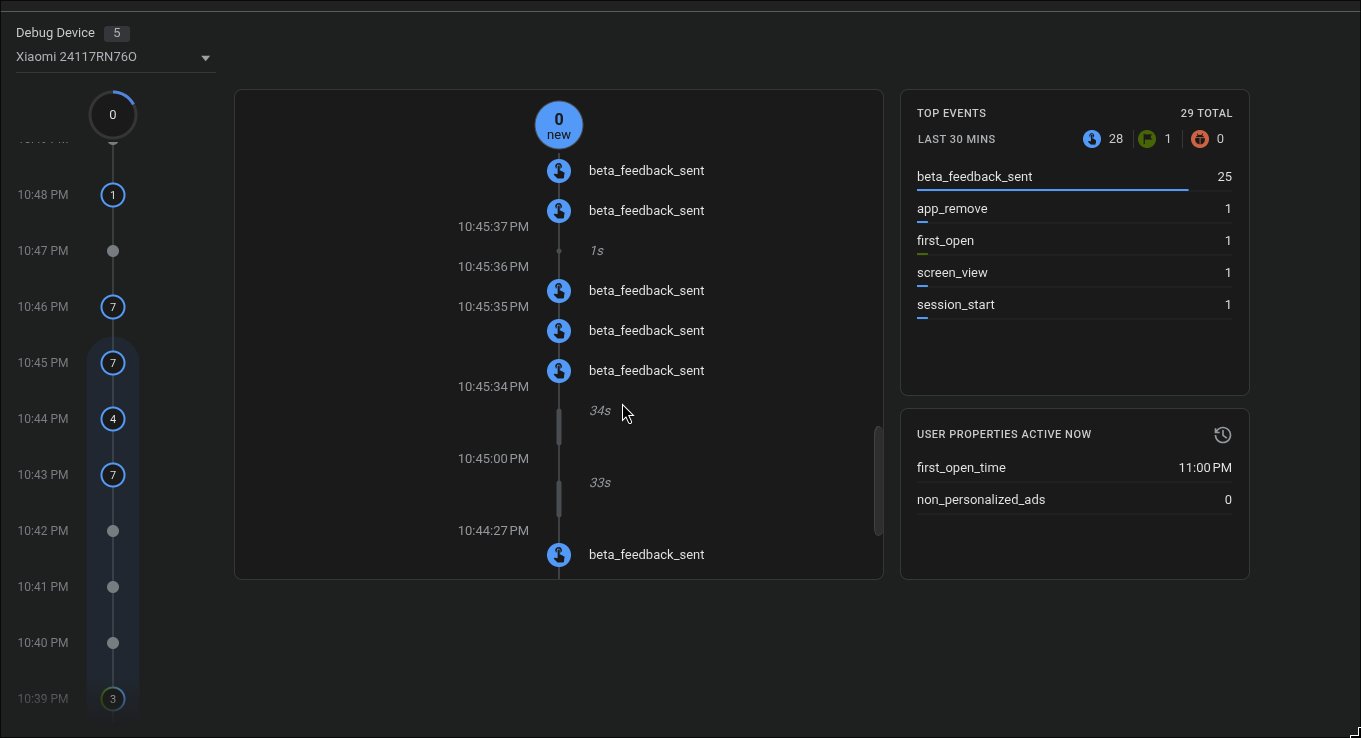 Debug Device 5
Xiaomi 24117RN76O
0
10:48 PM 1
10:47 PM
10:46 PM 7
10:45 PM 7
10:44 PM 4
10:43 PM 7
10:42 PM
10:41 PM
10:40 PM
10:39 PM 3
0
new
beta_feedback_sent
beta_feedback_sent
10:45:37 PM
1s
10:45:36 PM
beta_feedback_sent
10:45:35 PM
beta_feedback_sent
beta_feedback_sent
10:45:34 PM
34s
10:45:00 PM
33s
10:44:27 PM
beta_feedback_sent
TOP EVENTS 29 TOTAL
LAST 30 MINS 28 1 0
beta_feedback_sent 25
app_remove 1
first_open 1
screen_view 1
session_start 1
USER PROPERTIES ACTIVE NOW
first_open_time 11:00 PM
non_personalized_ads 0